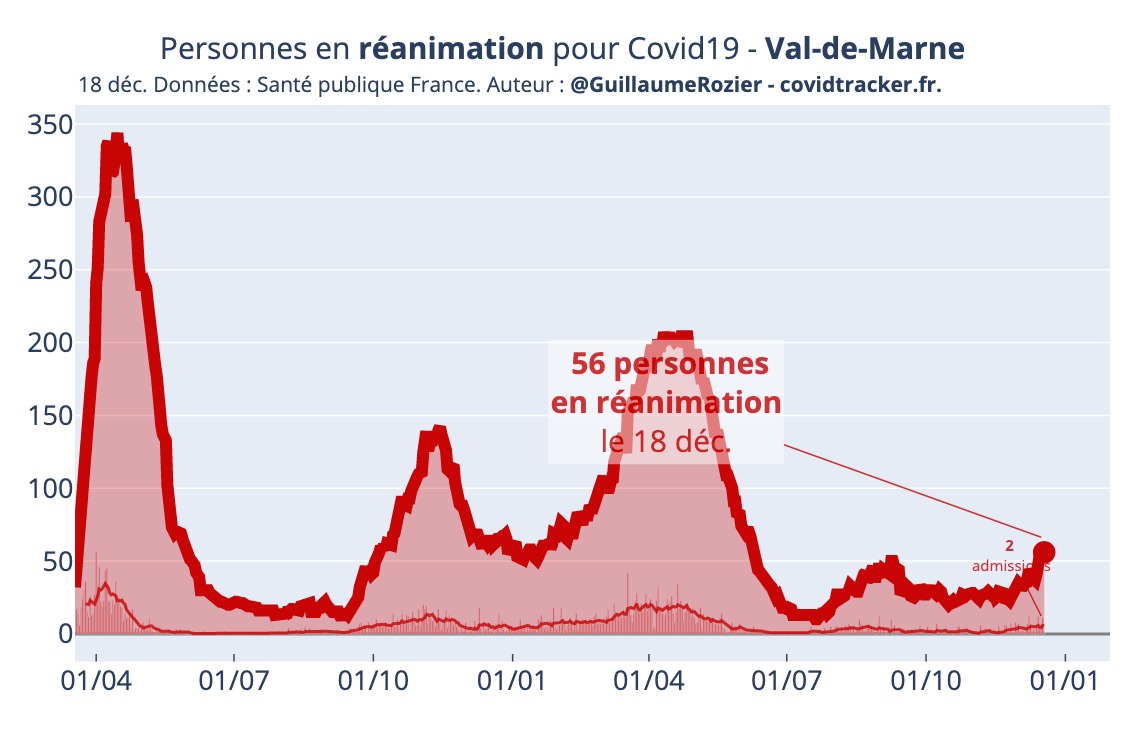 Personnes en réanimation pour Covid19 - Val-de-Marne
18 déc. Données : Santé publique France. Auteur : @GuillaumeRozier - covidtracker.fr.
350
300
250
200
150
100
50
0
56 personnes
en réanimation
le 18 déc.
2
admissions
01/04
01/07
01/10
01/01
01/04
01/07
01/10
01/01